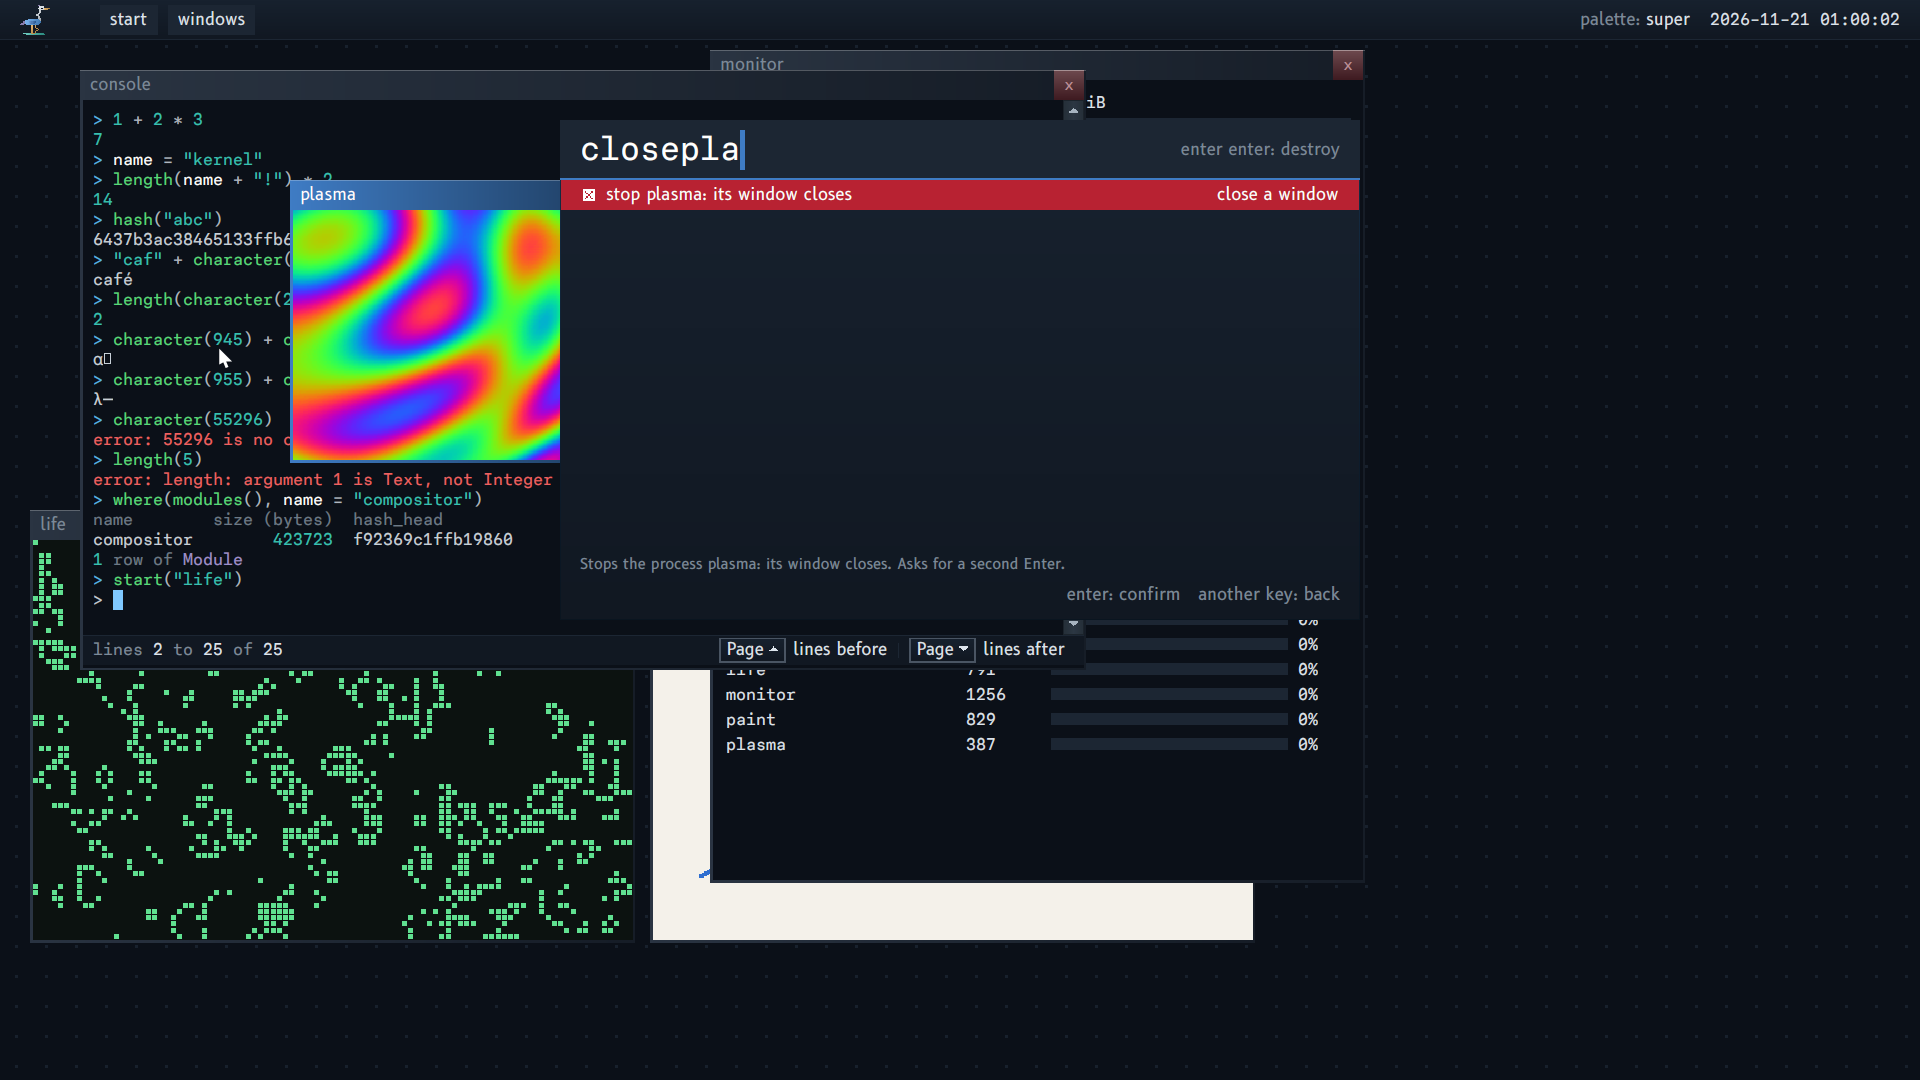 start windows palette: super 2026-11-21 01:00:02
monitor x
console x
iB
> 1 + 2 * 3
7
> name = "kernel"
> length(name + "!") * 2
14
> hash("abc")
6437b3ac38465133ffb6
> "caf" + character(
café
> length(character(2
2
> character(945) + c
α▯
> character(955) + c
λ─
> character(55296)
error: 55296 is no c
> length(5)
error: length: argument 1 is Text, not Integer
> where(modules(), name = "compositor")
name size (bytes) hash_head
compositor 423723 f92369c1ffb19860
1 row of Module
> start("life")
>
lines 2 to 25 of 25 Page lines before Page lines after
plasma
closepla enter enter: destroy
stop plasma: its window closes close a window
Stops the process plasma: its window closes. Asks for a second Enter.
enter: confirm another key: back
life
0%
0%
life 791 0%
monitor 1256 0%
paint 829 0%
plasma 387 0%